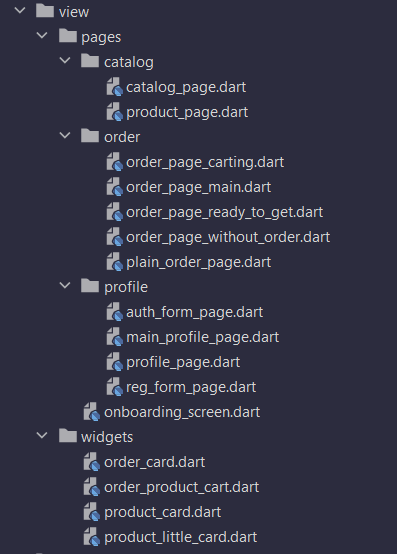 view
pages
catalog
catalog_page.dart
product_page.dart
order
order_page_carting.dart
order_page_main.dart
order_page_ready_to_get.dart
order_page_without_order.dart
plain_order_page.dart
profile
auth_form_page.dart
main_profile_page.dart
profile_page.dart
reg_form_page.dart
onboarding_screen.dart
widgets
order_card.dart
order_product_cart.dart
product_card.dart
product_little_card.dart